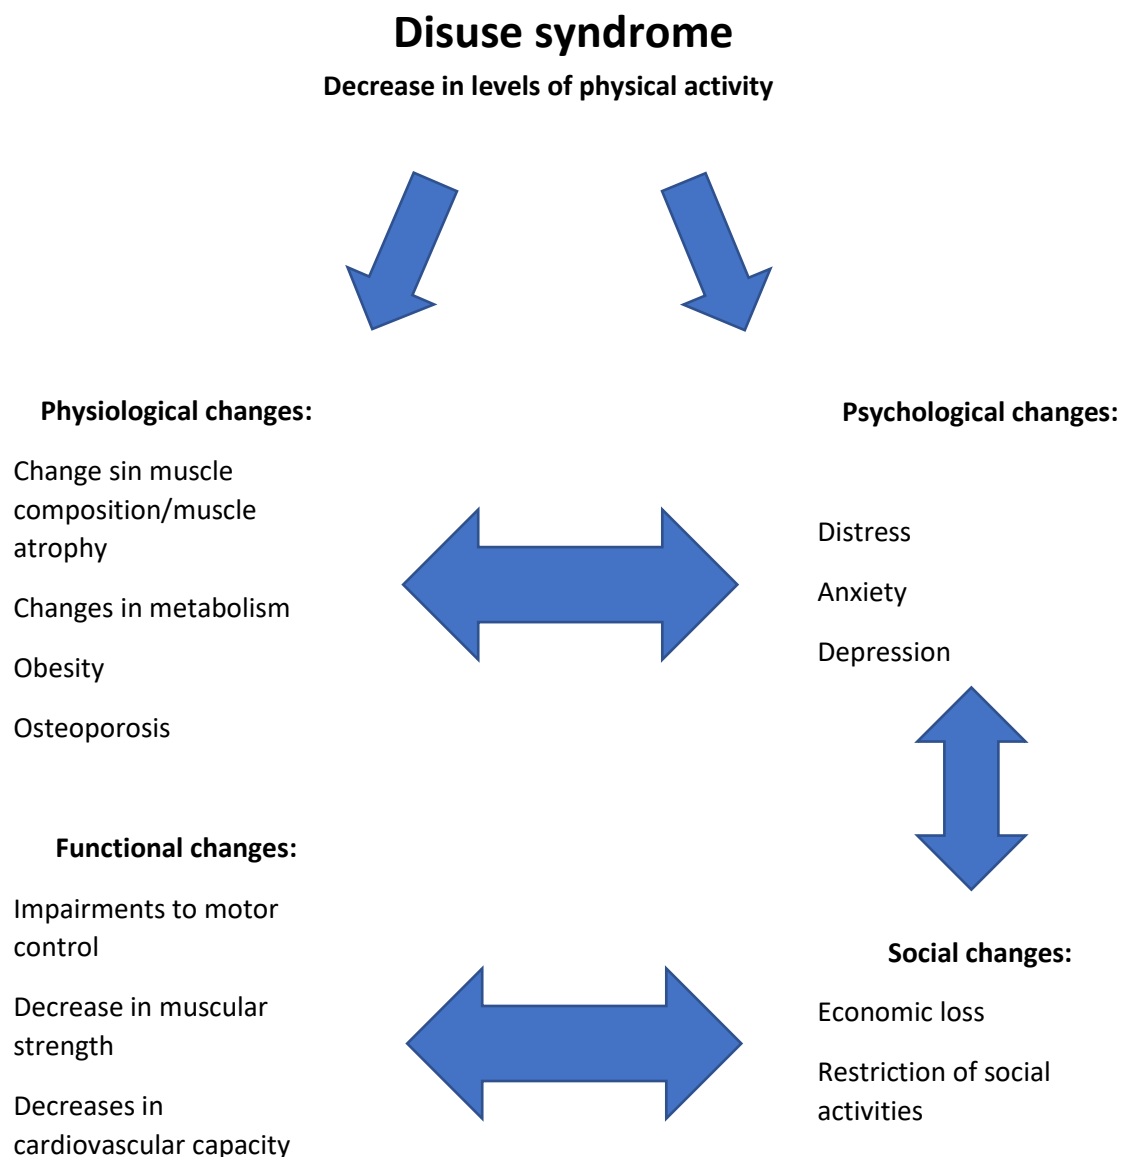 Disuse syndrome
Decrease in levels of physical activity
Physiological changes:
Change sin muscle
composition/muscle
atrophy
Changes in metabolism
Obesity
Osteoporosis
Psychological changes:
Distress
Anxiety
Depression
Functional changes:
Impairments to motor
control
Decrease in muscular
strength
Decreases in
cardiovascular capacity
Social changes:
Economic loss
Restriction of social
activities